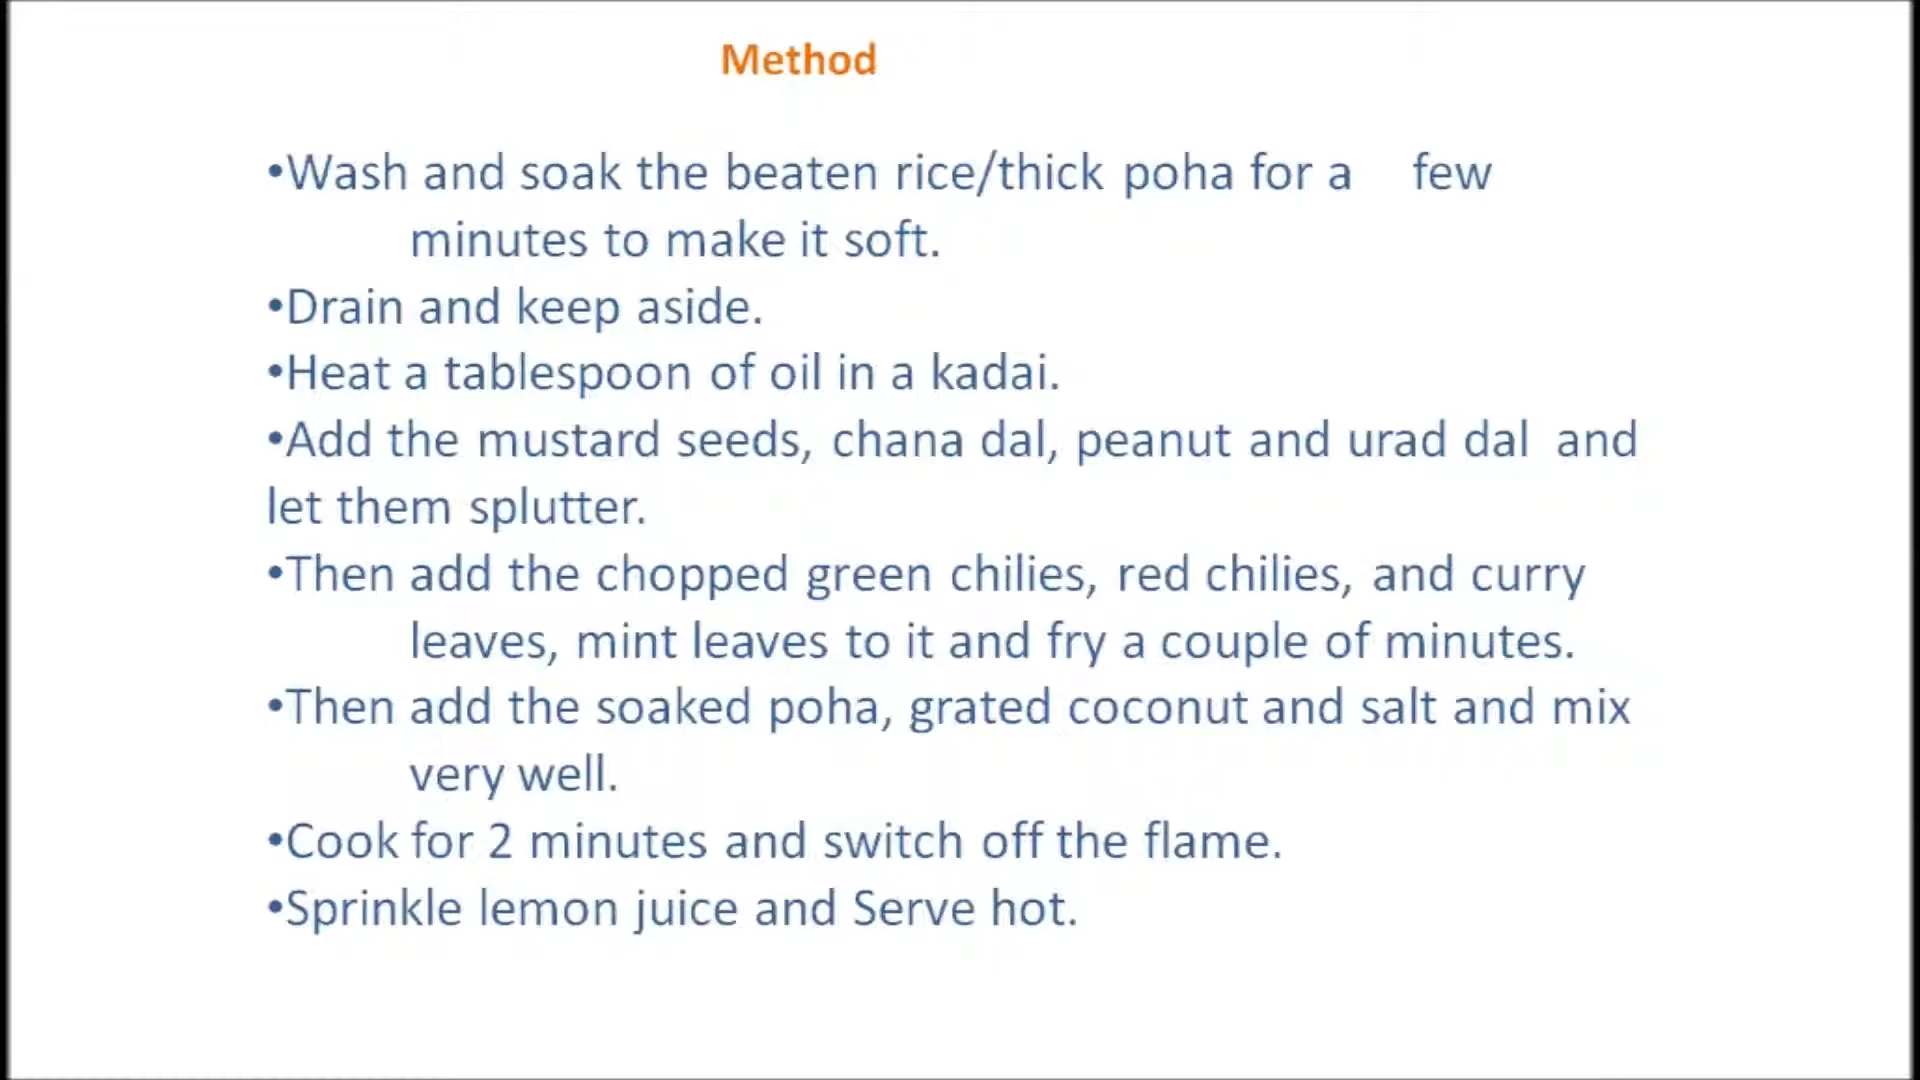 Method
•Wash and soak the beaten rice/thick poha for a few
minutes to make it soft.
•Drain and keep aside.
•Heat a tablespoon of oil in a kadai.
•Add the mustard seeds, chana dal, peanut and urad dal and
let them splutter.
•Then add the chopped green chilies, red chilies, and curry
leaves, mint leaves to it and fry a couple of minutes.
•Then add the soaked poha, grated coconut and salt and mix
very well.
•Cook for 2 minutes and switch off the flame.
•Sprinkle lemon juice and Serve hot.